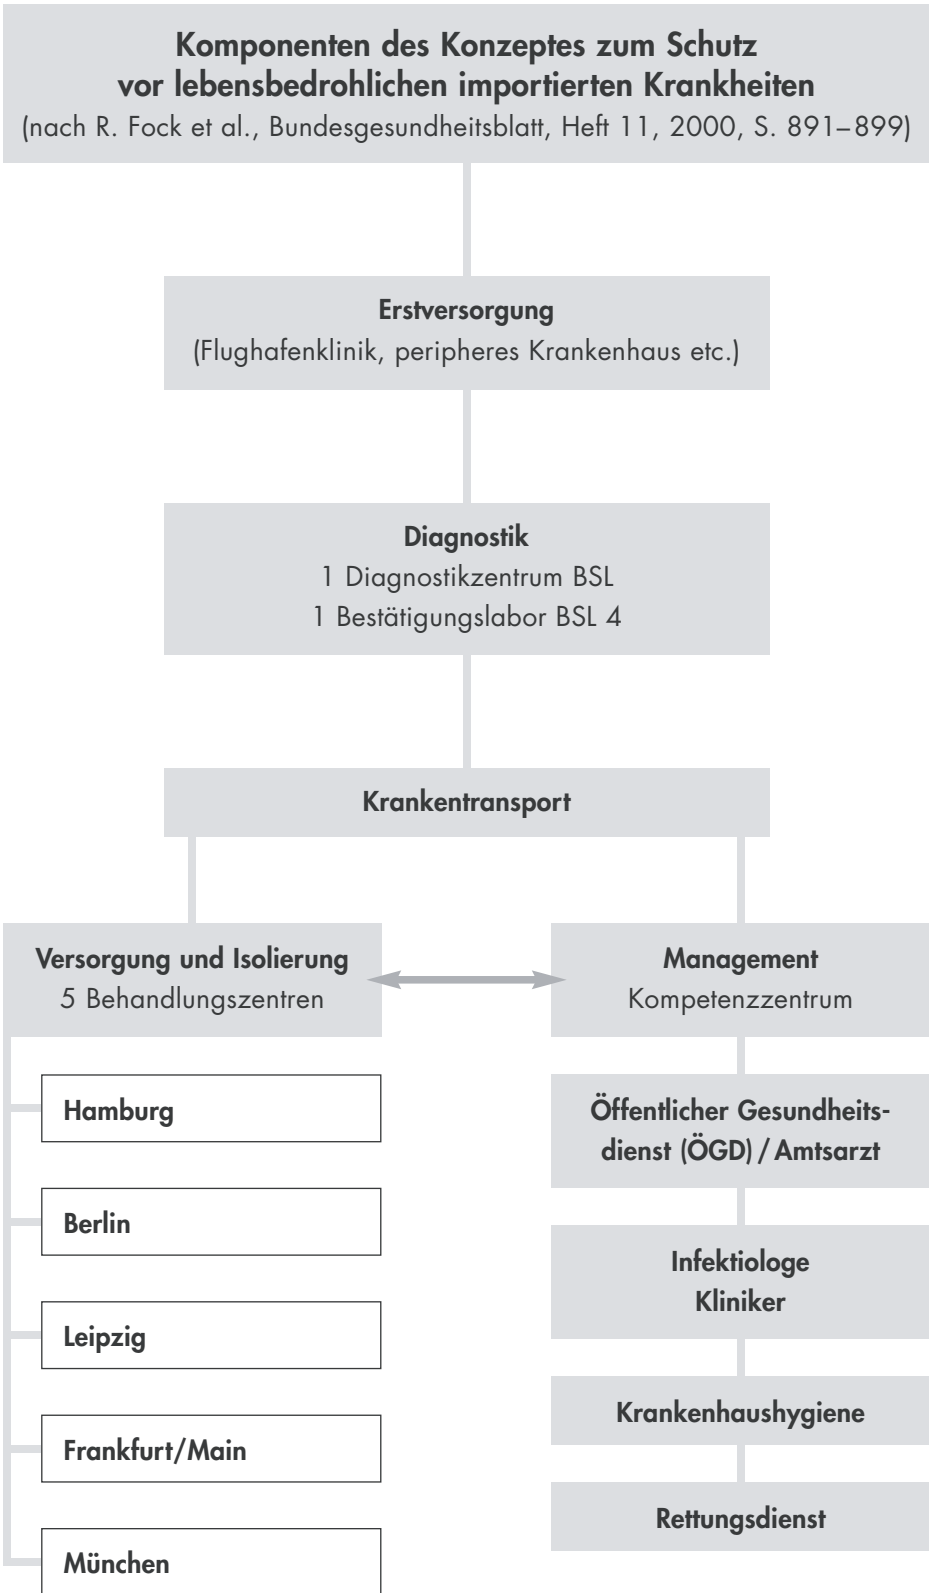 Komponenten des Konzeptes zum Schutz
vor lebensbedrohlichen importierten Krankheiten
(nach R. Fock et al., Bundesgesundheitsblatt, Heft 11, 2000, S. 891–899)
Erstversorgung
(Flughafenklinik, peripheres Krankenhaus etc.)
Diagnostik
1 Diagnostikzentrum BSL
1 Bestätigungslabor BSL 4
Krankentransport
Versorgung und Isolierung
5 Behandlungszentren
Hamburg
Berlin
Leipzig
Frankfurt/Main
München
Management
Kompetenzzentrum
Öffentlicher Gesundheits-
dienst (ÖGD) / Amtsarzt
Infektiologe
Kliniker
Krankenhaushygiene
Rettungsdienst